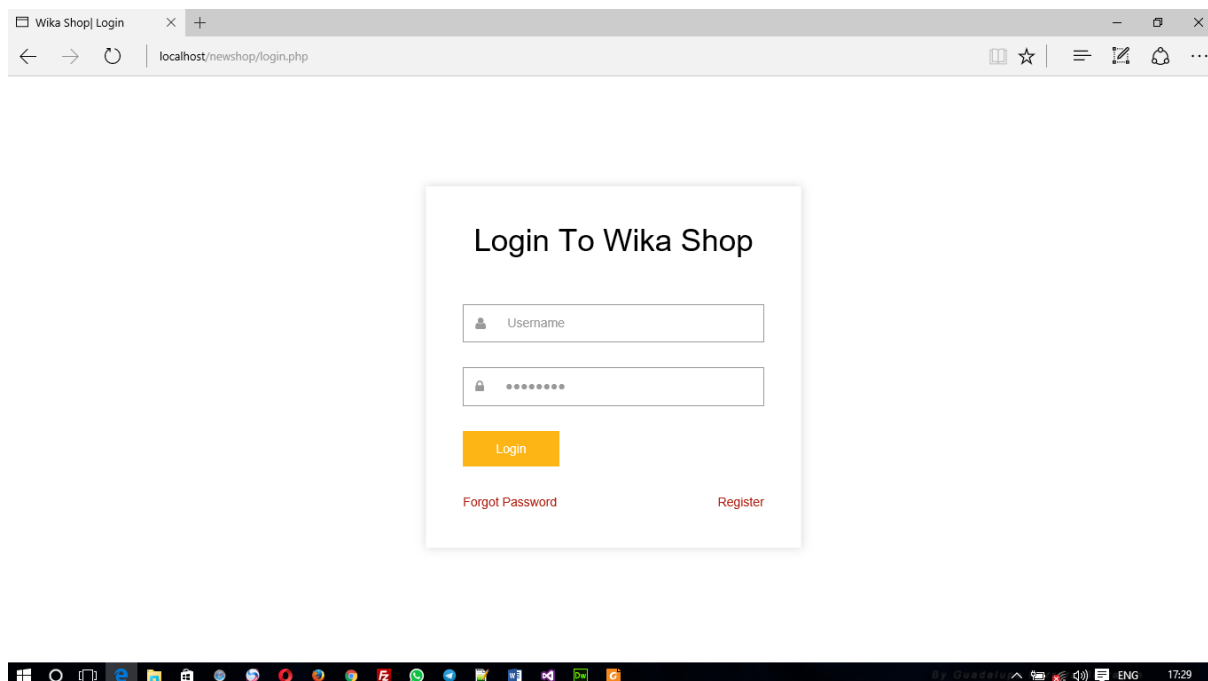 Wika Shop| Login
localhost/newshop/login.php
Login To Wika Shop
Username
Login
Forgot Password
Register
ENG
17:29